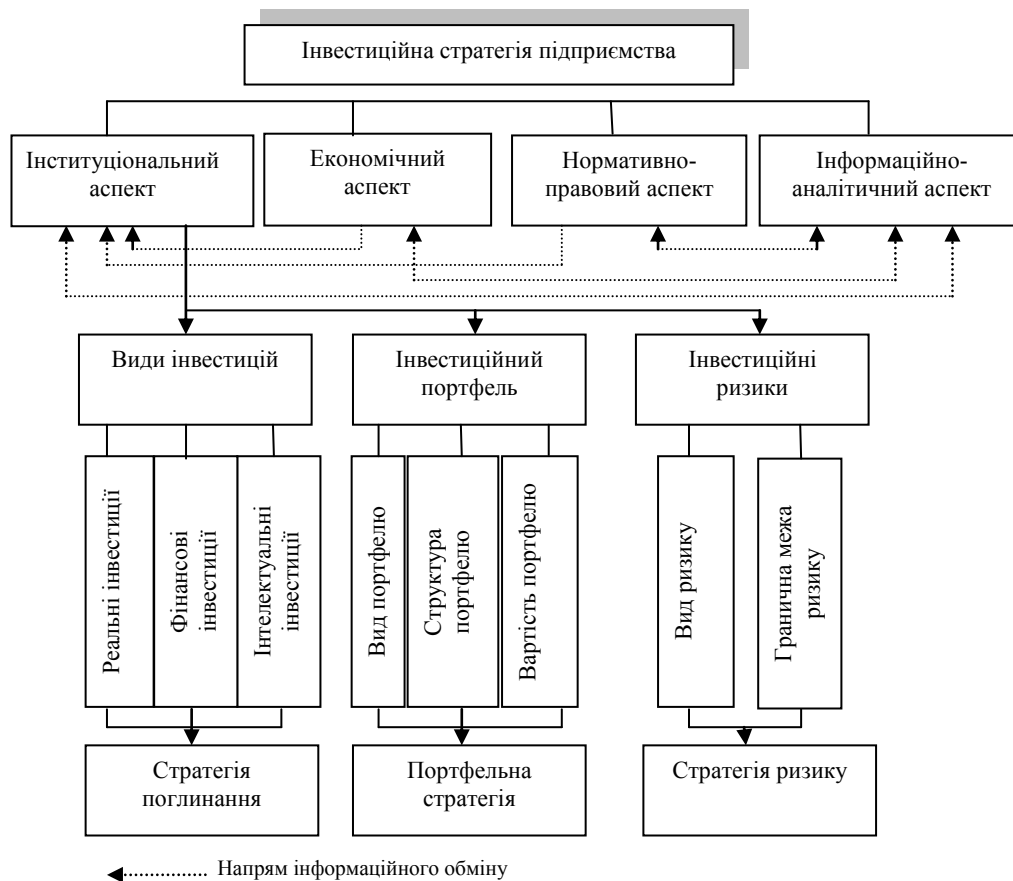 Інвестиційна стратегія підприємства
Інституціональний
аспект
Економічний
аспект
Нормативно-
правовий аспект
Інформаційно-
аналітичний аспект
Види інвестицій
Інвестиційний
портфель
Інвестиційні
ризики
Реальні інвестиції
Фінансові
інвестиції
Інтелектуальні
інвестиції
Вид портфелю
Структура
портфелю
Вартість портфелю
Вид ризику
Гранична межа
ризику
Стратегія
поглинання
Портфельна
стратегія
Стратегія ризику
Напрям інформаційного обміну